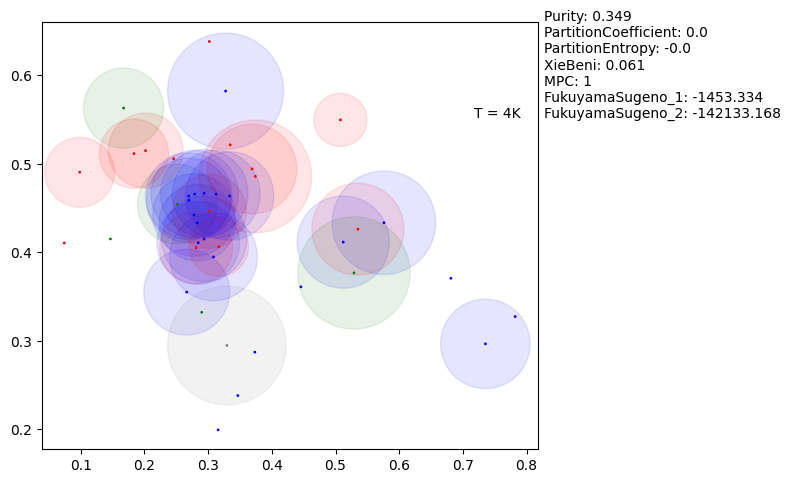 Purity: 0.349
PartitionCoefficient: 0.0
PartitionEntropy: -0.0
XieBeni: 0.061
MPC: 1
FukuyamaSugeno_1: -1453.334
FukuyamaSugeno_2: -142133.168
T = 4K
0.6
0.5
0.4
0.3
0.2
0.1 0.2 0.3 0.4 0.5 0.6 0.7 0.8